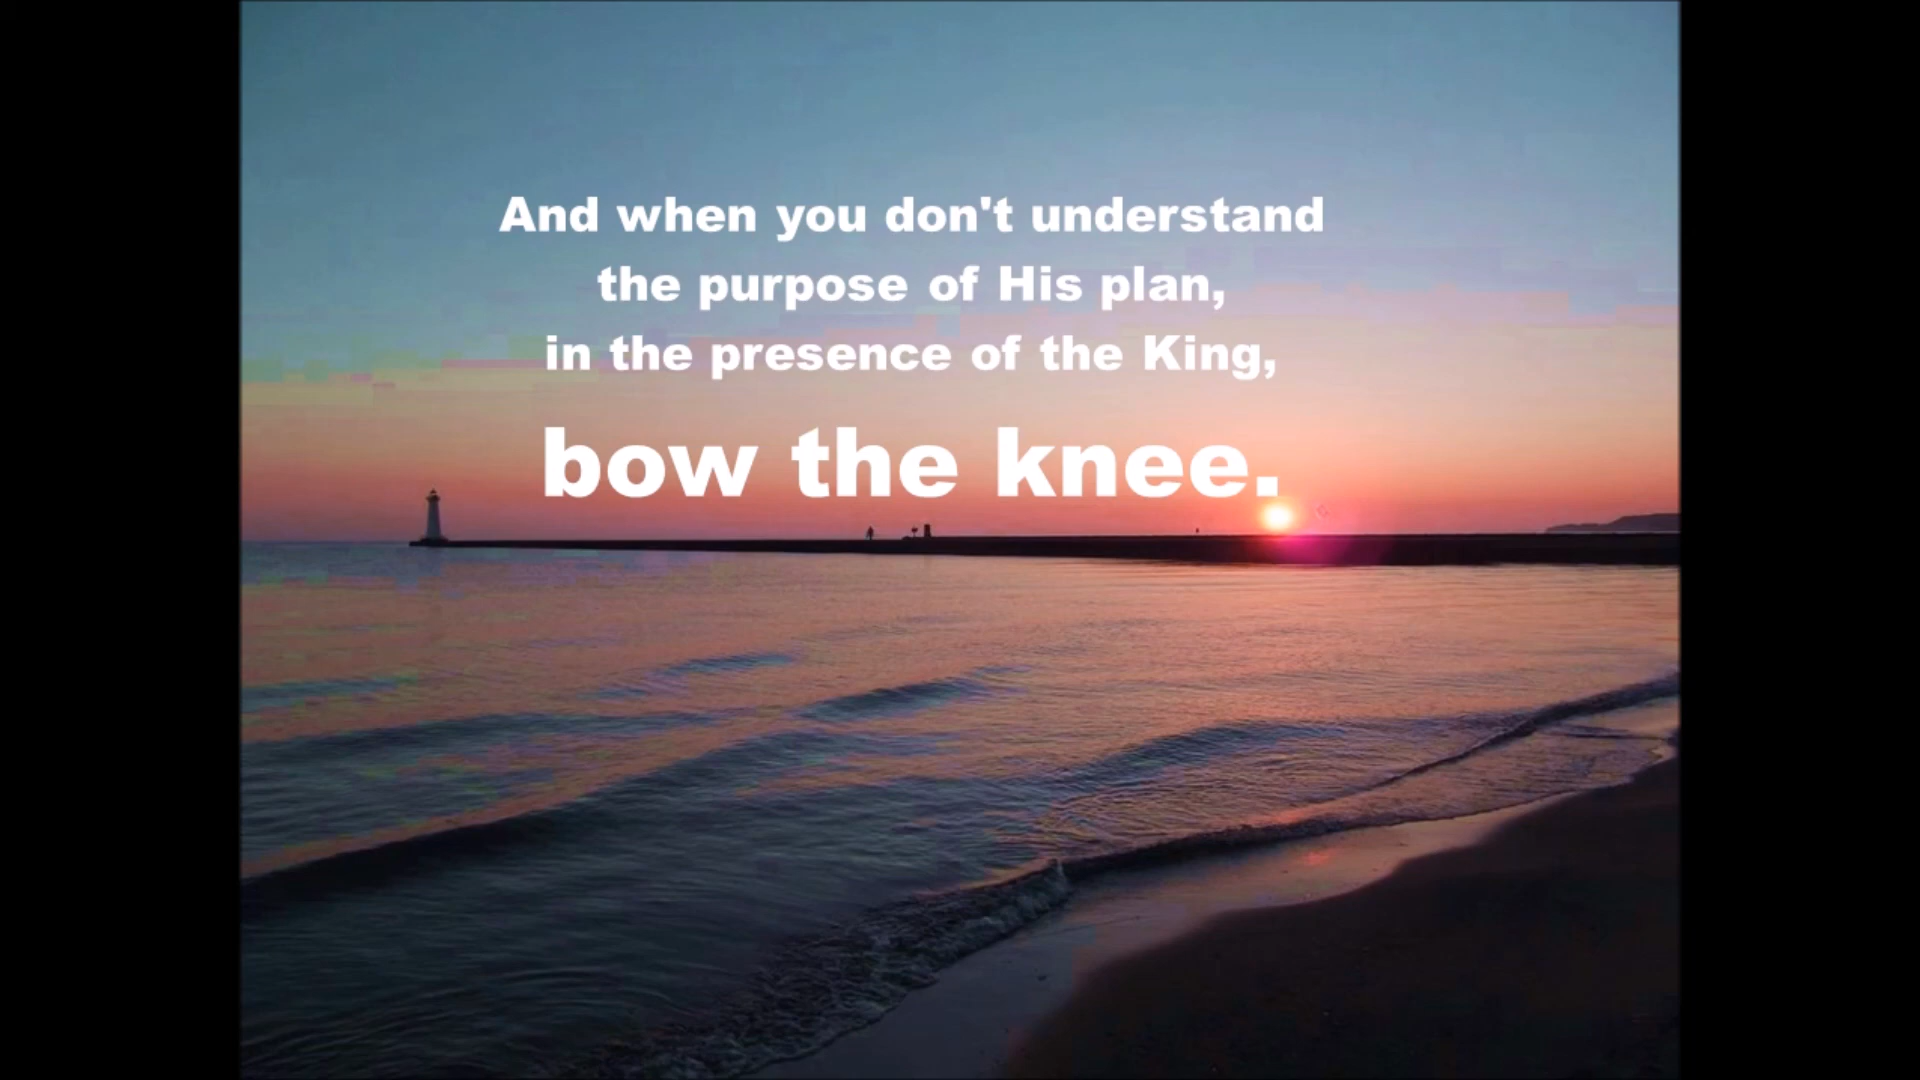 And when you don't understand
the purpose of His plan,
in the presence of the King,
bow the knee.